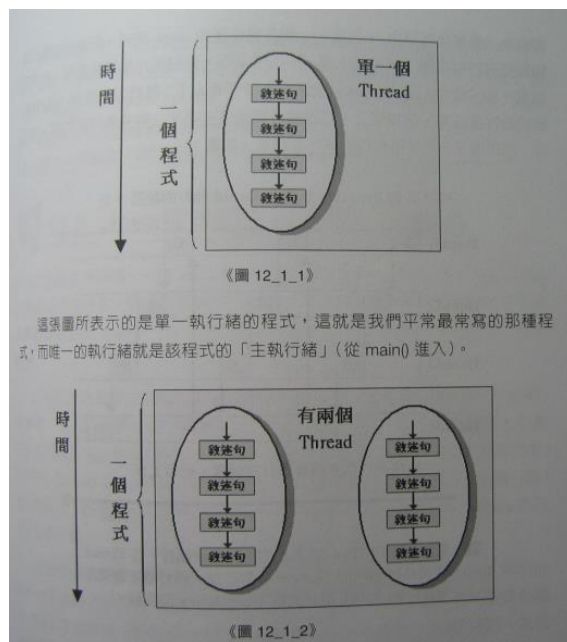 時間
一個程式
單一個
Thread
敘述句
敘述句
敘述句
敘述句
《圖 12_1_1》
這張圖所表示的是單一執行緒的程式，這就是我們平常最常寫的那種程
式，而唯一的執行緒就是該程式的「主執行緒」（從 main() 進入）。
時間
一個程式
有兩個
Thread
敘述句
敘述句
敘述句
敘述句
敘述句
敘述句
敘述句
敘述句
《圖 12_1_2》